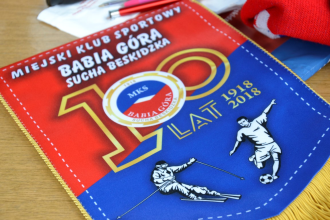 MIEJSKI KLUB SPORTOWY
BABIA GÓRA
SUCHA BESKIDZKA
100
MKS
BABIA GÓRA
LAT
1918
2018